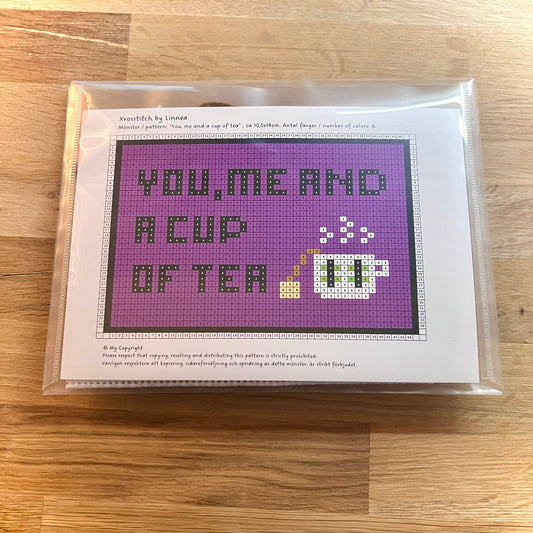 Xrosstitch by Linnea
Mönster / pattern: "You, me and a cup of tea" , ca 10,5x14cm. Antal färger / number of colors: 6.
YOU, ME AND
A CUP
OF TEA
© My Copyright
Please respect that copying, reselling and distributing this pattern is strictly prohibited.
Vänligen respektera att kopiering, vidareförsäljning och spridning av detta mönster, är strikt förbjudet.